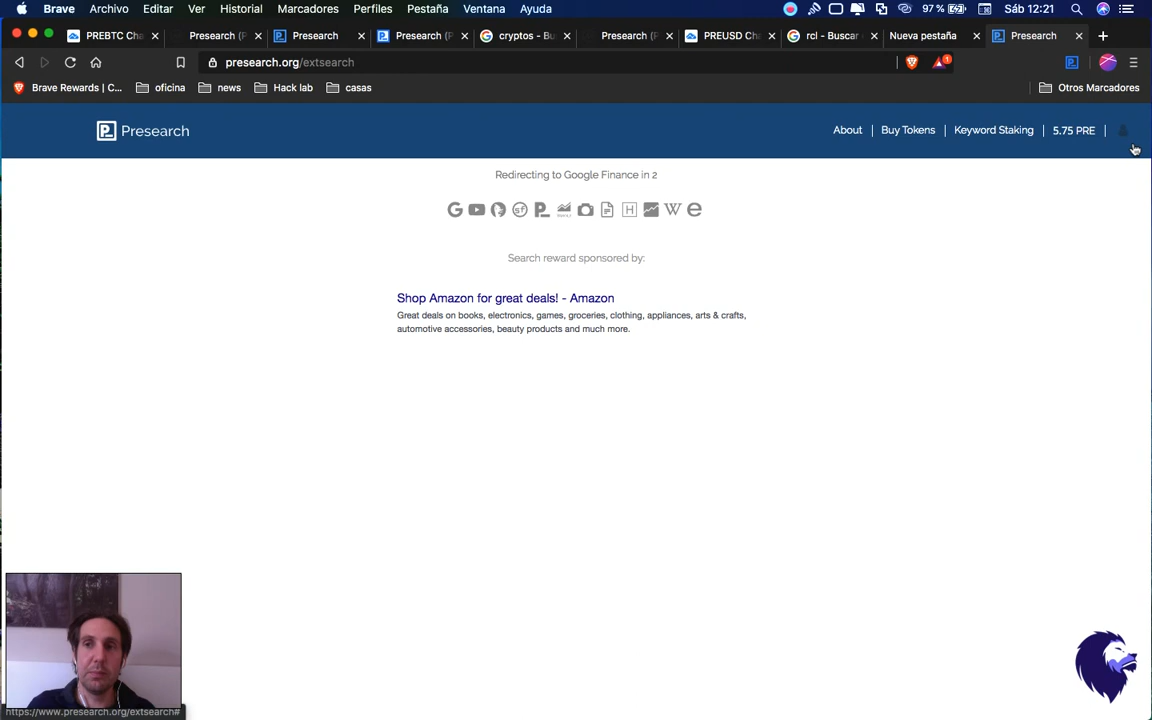 Brave Archivo Editar Ver Historial Marcadores Perfiles Pestaña Ventana Ayuda 97 % Sáb 12:21
PREBTC Cha Presearch (P Presearch Presearch (P cryptos - Bu Presearch (P PREUSD Cha rcl - Buscar Nueva pestaña Presearch
presearch.org/extsearch 1
Brave Rewards | C... oficina news Hack lab casas Otros Marcadores
Presearch About Buy Tokens Keyword Staking 5.75 PRE
Redirecting to Google Finance in 2
Search reward sponsored by:
Shop Amazon for great deals! - Amazon
Great deals on books, electronics, games, groceries, clothing, appliances, arts & crafts,
automotive accessories, beauty products and much more.
https://www.presearch.org/extsearch#